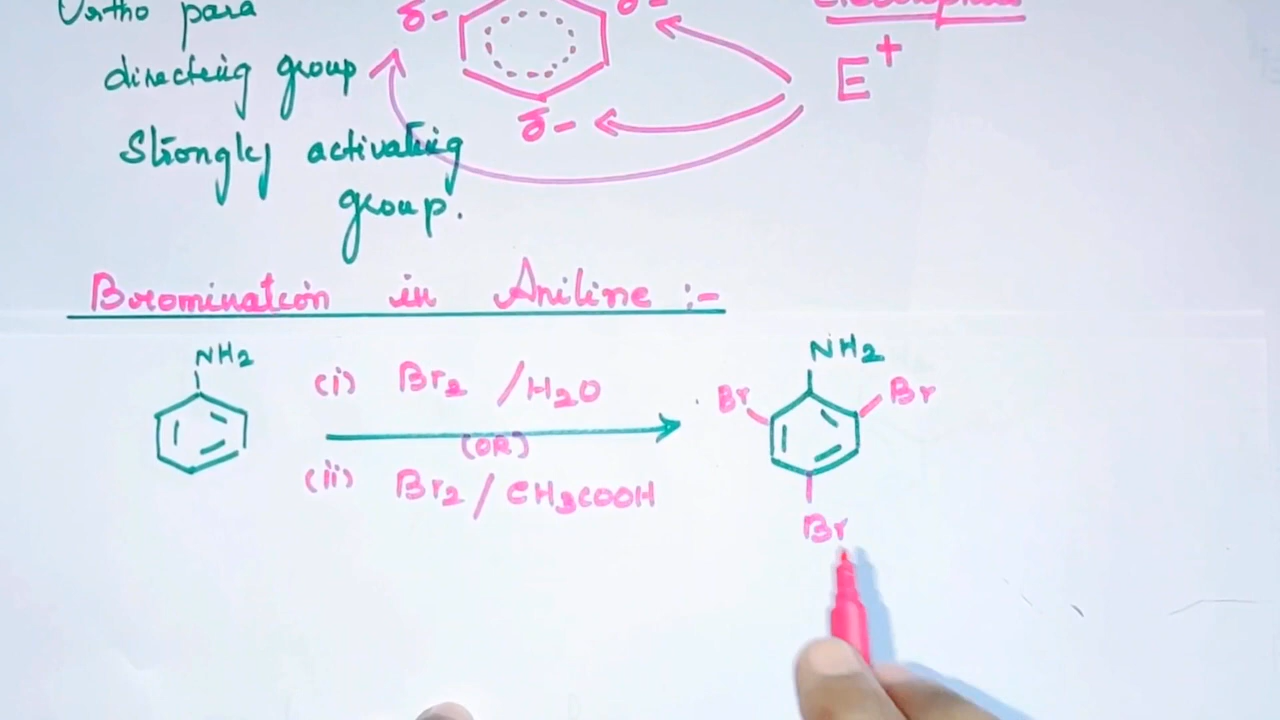 Ortho para
directing group
Strongly activating
group.
δ-
δ-
δ-
E+
Bromination in Aniline :-
NH2
(i) Br2 /H2O
(OR)
(ii) Br2 / CH3COOH
NH2
Br
Br
Br